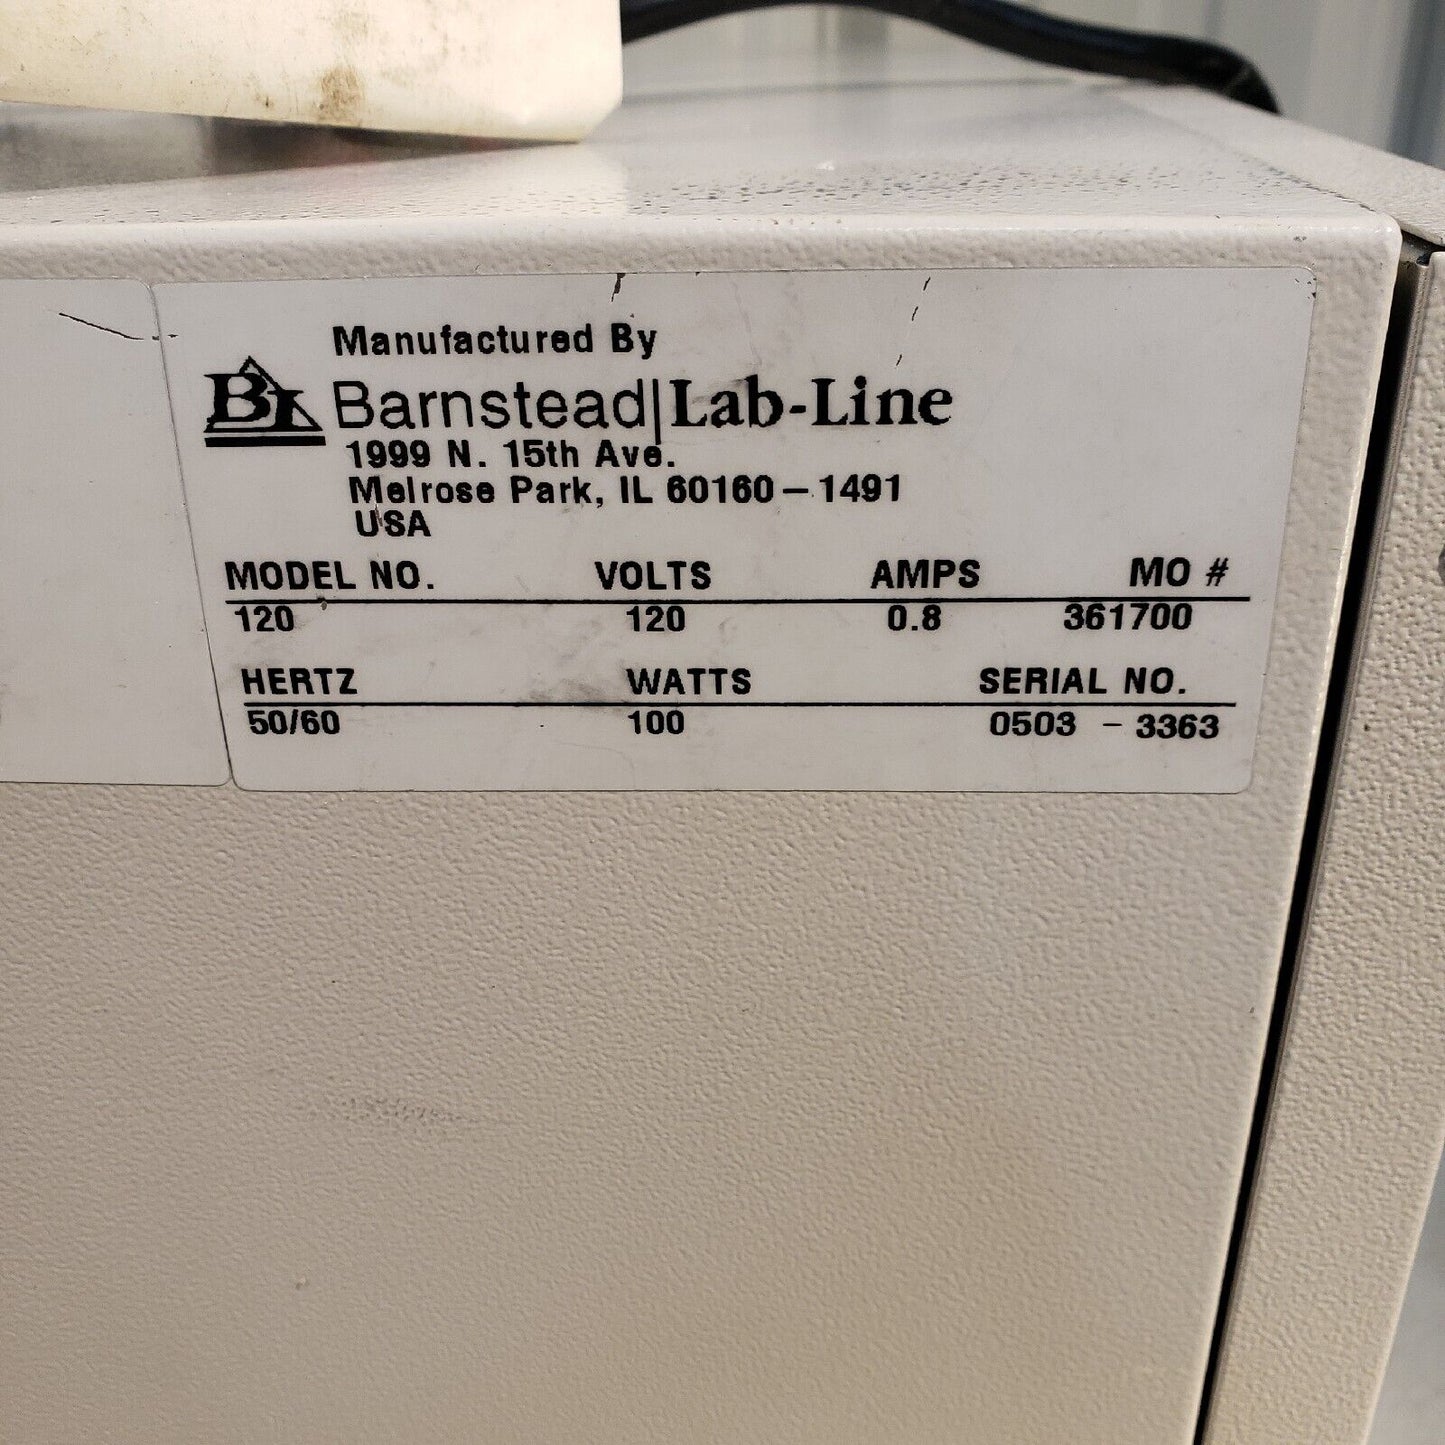 Manufactured By
BI Barnstead|Lab-Line
1999 N. 15th Ave.
Melrose Park, IL 60160-1491
USA
MODEL NO. VOLTS AMPS MO #
120 120 0.8 361700
HERTZ WATTS SERIAL NO.
50/60 100 0503 - 3363